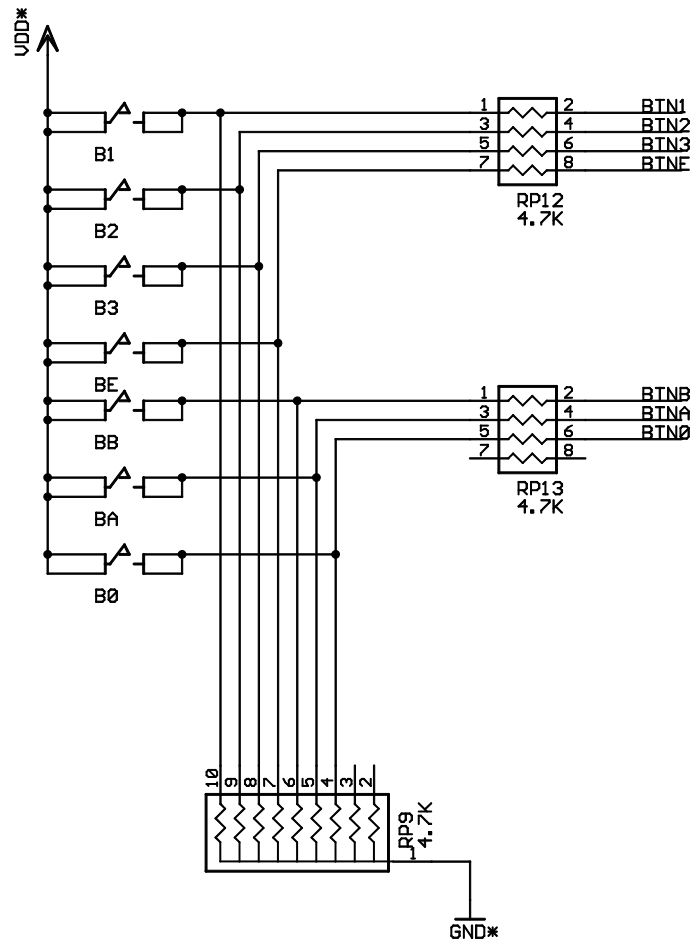 VDD*
1 2 BTN1
3 4 BTN2
5 6 BTN3
7 8 BTNE
RP12
4.7K
B1
B2
B3
BE
BB
BA
B0
1 2 BTNB
3 4 BTNA
5 6 BTN0
7 8
RP13
4.7K
10 9 8 7 6 5 4 3 2
RP9
4.7K
1
GND*